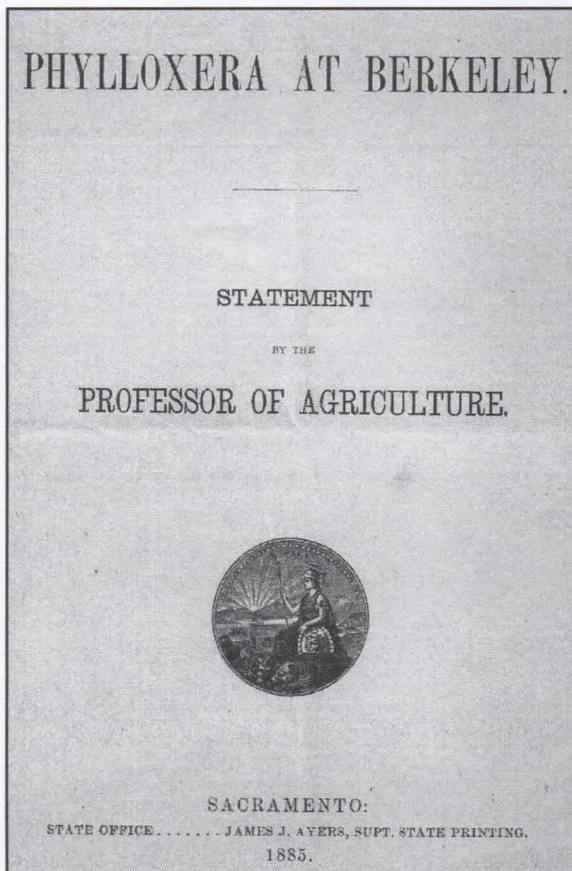 PHYLLOXERA AT BERKELEY.
STATEMENT
BY THE
PROFESSOR OF AGRICULTURE.
SACRAMENTO:
STATE OFFICE.......JAMES J. AYERS, SUPT. STATE PRINTING.
1885.